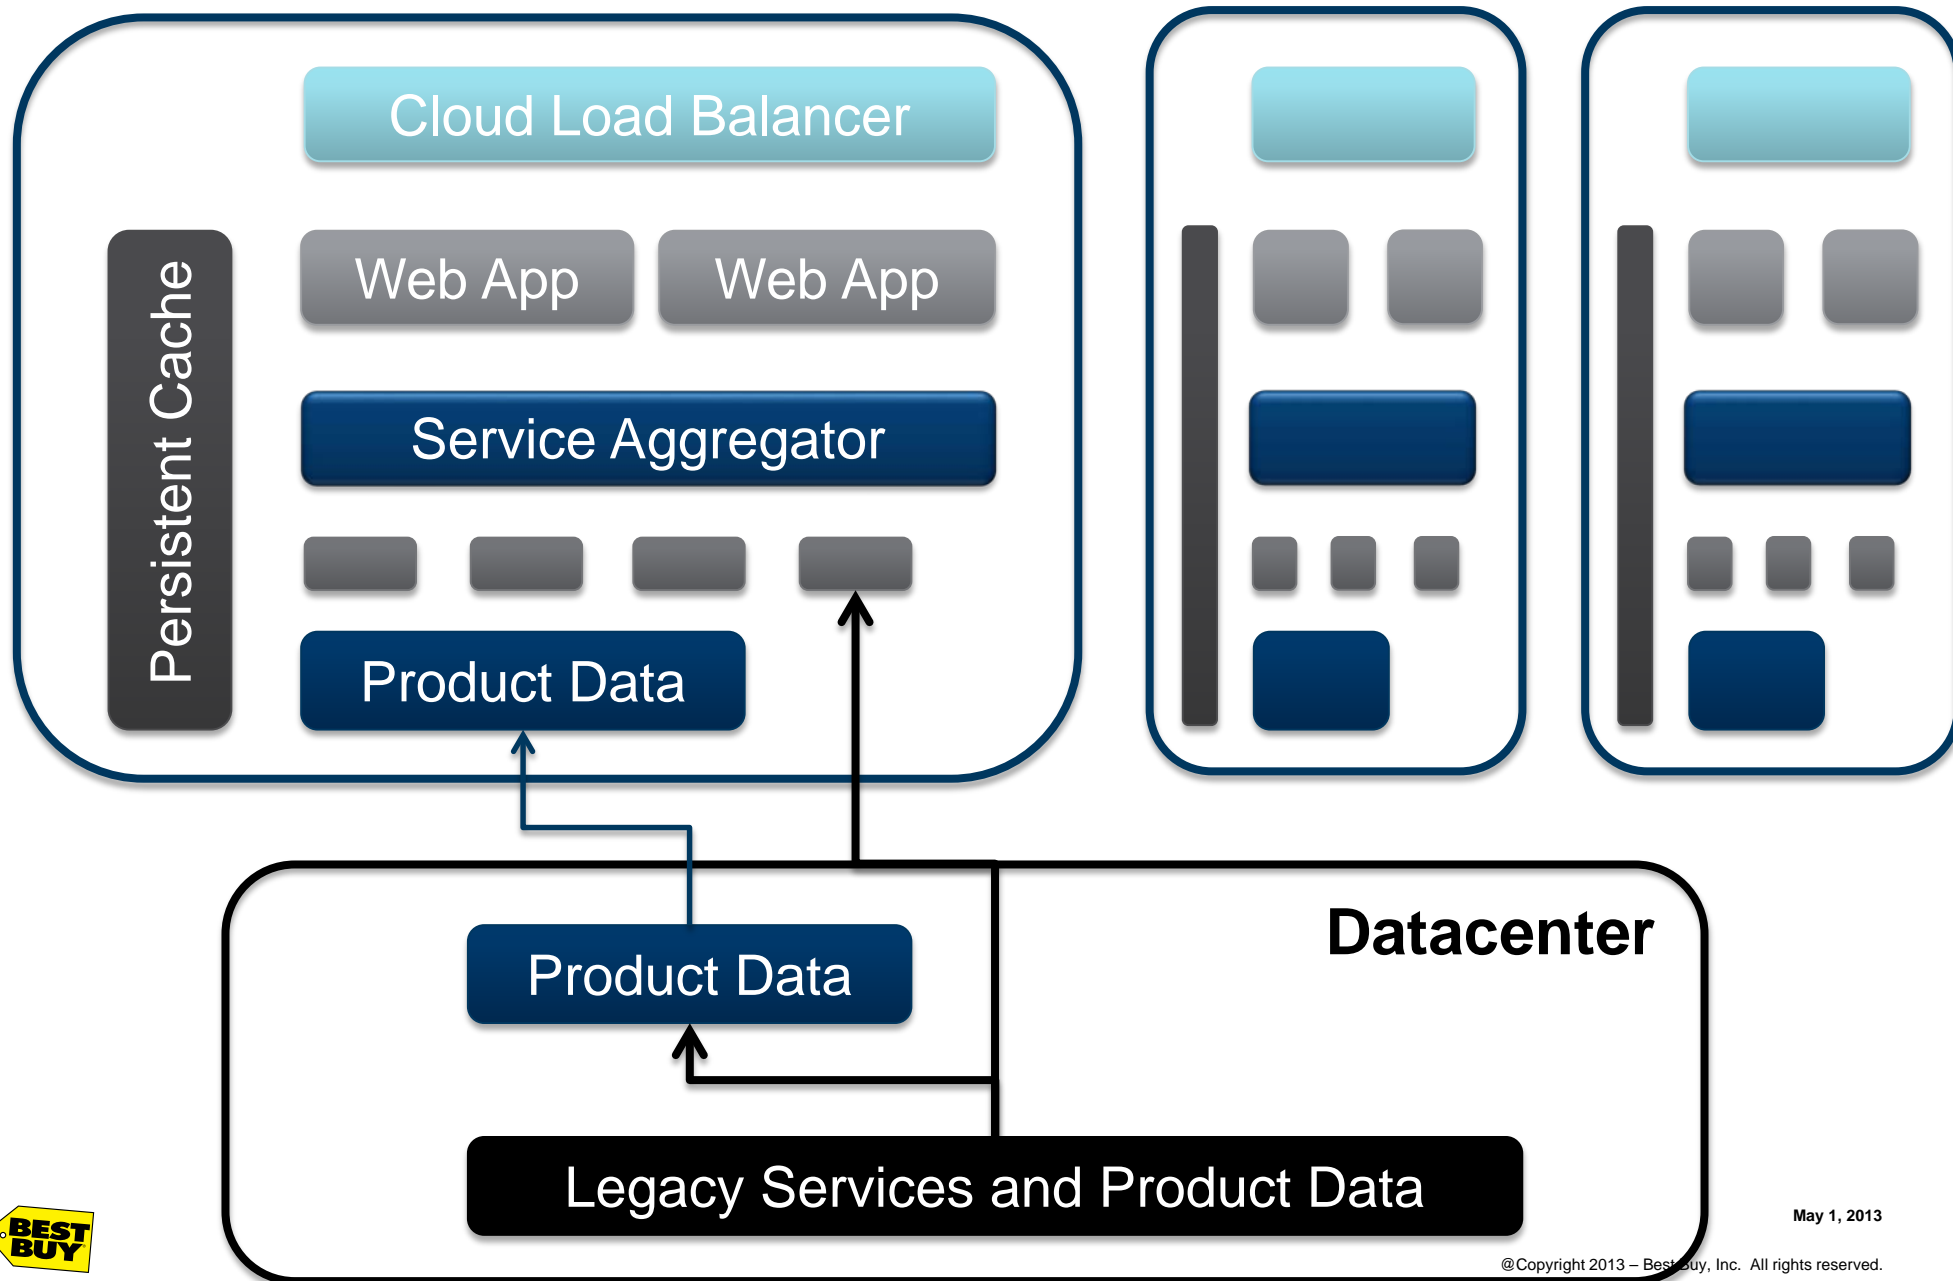 Cloud Load Balancer
Persistent Cache
Web App
Web App
Service Aggregator
Product Data
Datacenter
Product Data
Legacy Services and Product Data
BEST
BUY
May 1, 2013
@Copyright 2013 – Best Buy, Inc.  All rights reserved.